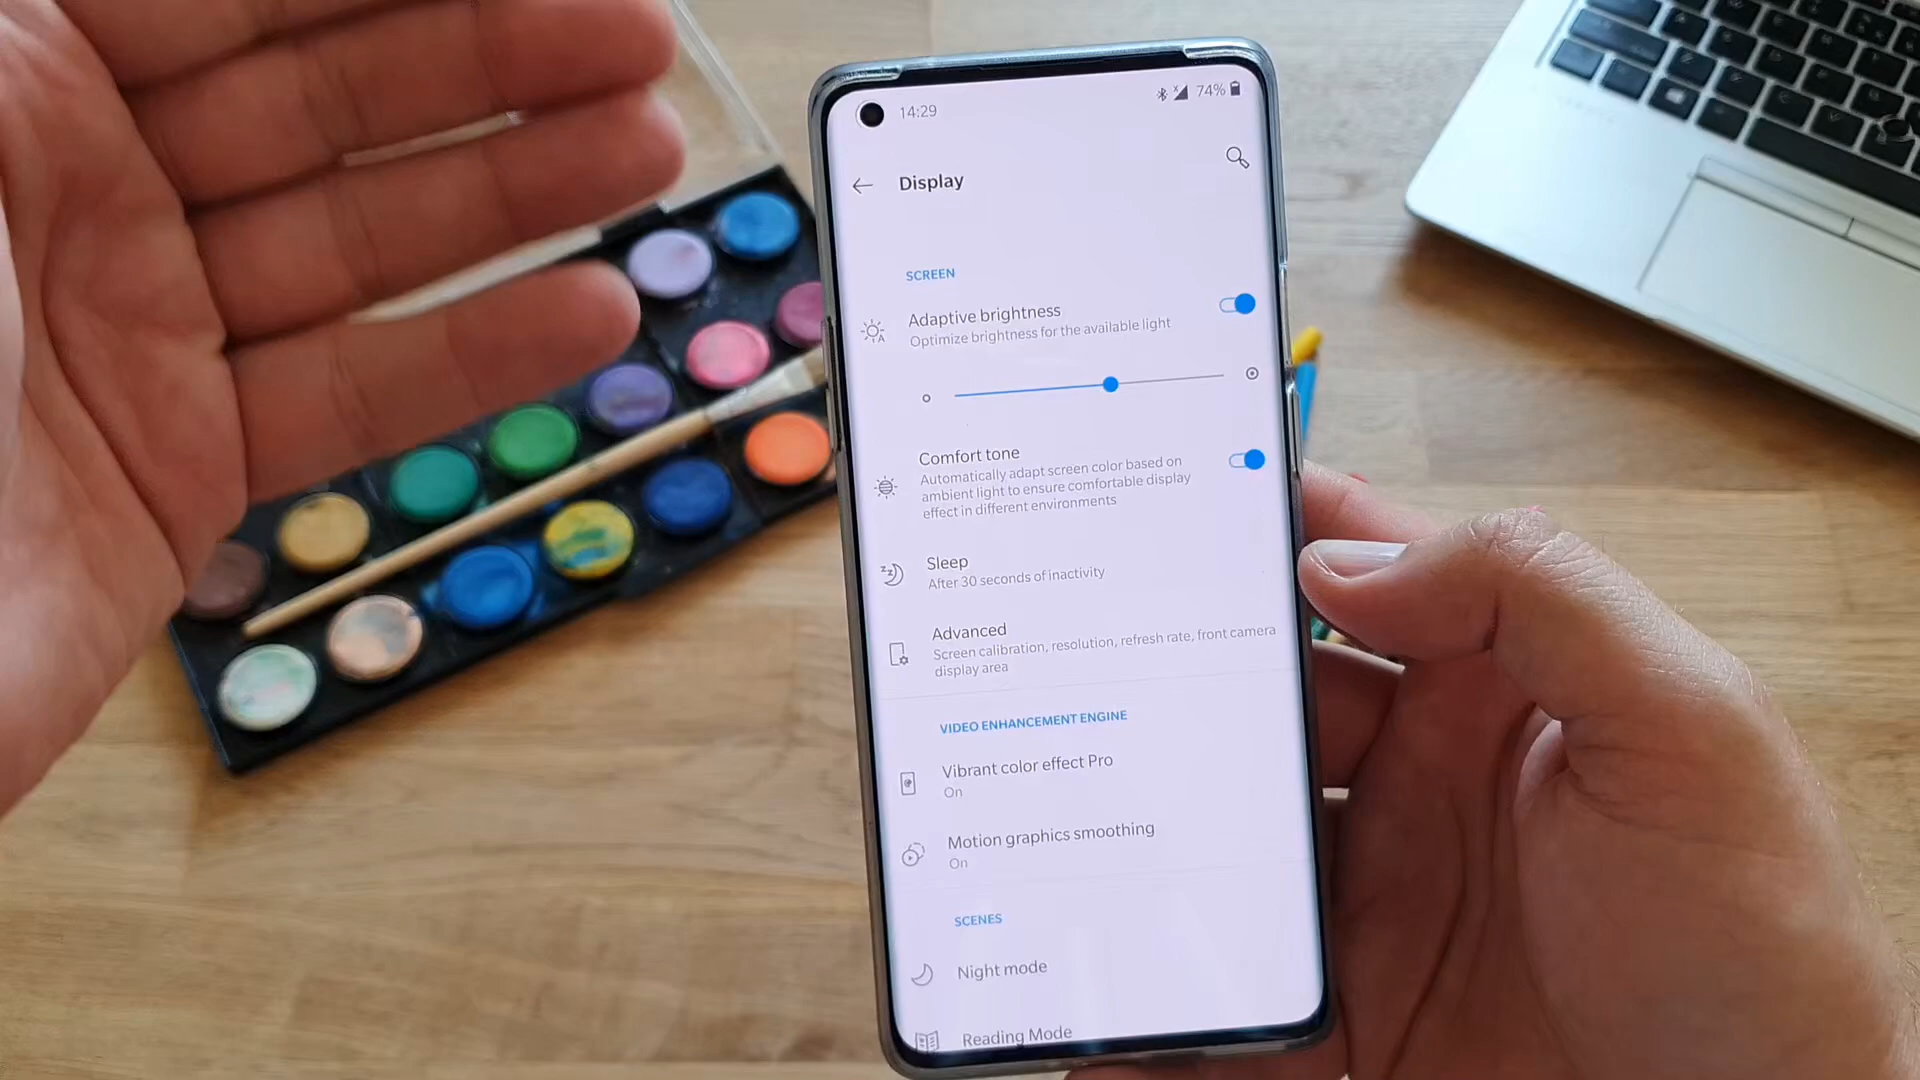 14:29
74%
Display
SCREEN
Adaptive brightness
Optimize brightness for the available light
Comfort tone
Automatically adapt screen color based on
ambient light to ensure comfortable display
effect in different environments
Sleep
After 30 seconds of inactivity
Advanced
Screen calibration, resolution, refresh rate, front camera
display area
VIDEO ENHANCEMENT ENGINE
Vibrant color effect Pro
On
Motion graphics smoothing
On
SCENES
Night mode
Reading Mode